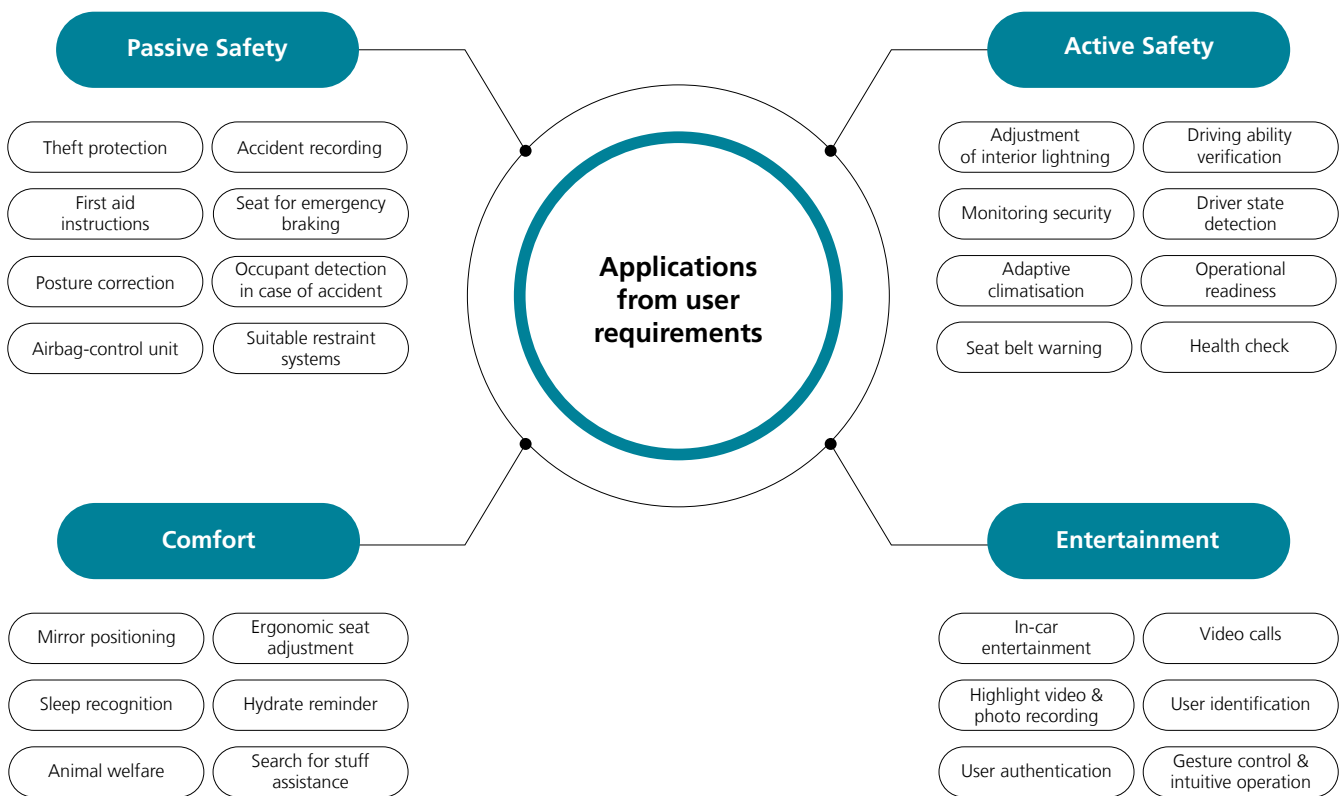 Passive Safety
Theft protection
Accident recording
First aid
instructions
Seat for emergency
braking
Posture correction
Occupant detection
in case of accident
Airbag-control unit
Suitable restraint
systems
Active Safety
Adjustment
of interior lightning
Driving ability
verification
Monitoring security
Driver state
detection
Adaptive
climatisation
Operational
readiness
Seat belt warning
Health check
Applications
from user
requirements
Comfort
Mirror positioning
Ergonomic seat
adjustment
Sleep recognition
Hydrate reminder
Animal welfare
Search for stuff
assistance
Entertainment
In-car
entertainment
Video calls
Highlight video &
photo recording
User identification
User authentication
Gesture control &
intuitive operation